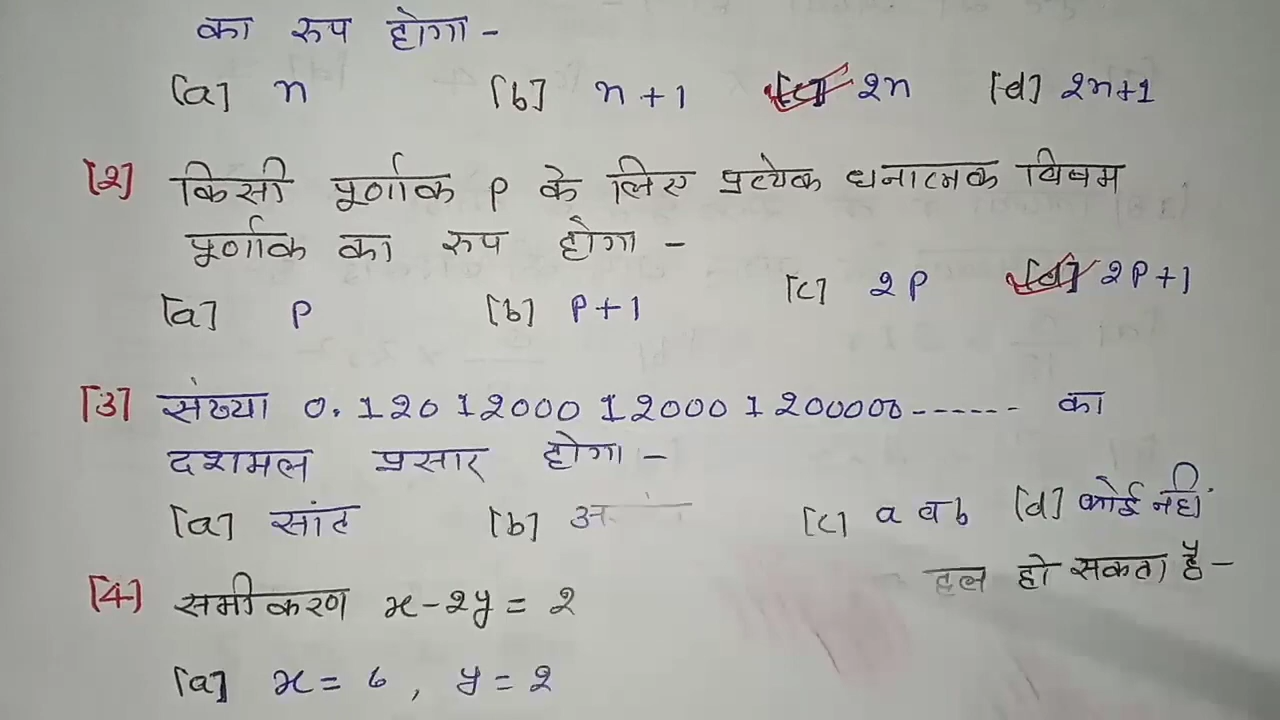 का रुप होगा -
[a] n [b] n + 1 [c] 2n [d] 2n+1
[2] किसी पूर्णांक P के लिए प्रत्येक धनात्मक विषम
पूर्णांक का रुप होगा -
[a] P [b] P + 1 [c] 2P [d] 2P+1
[3] संख्या 0.120120001200012000000------ का
दशमल प्रसार होगा -
[a] सांत [b] [c] a व b [d] कोई नहीं
[4] समीकरण x - 2y = 2 हल हो सकता है -
[a] x = 6 , y = 2